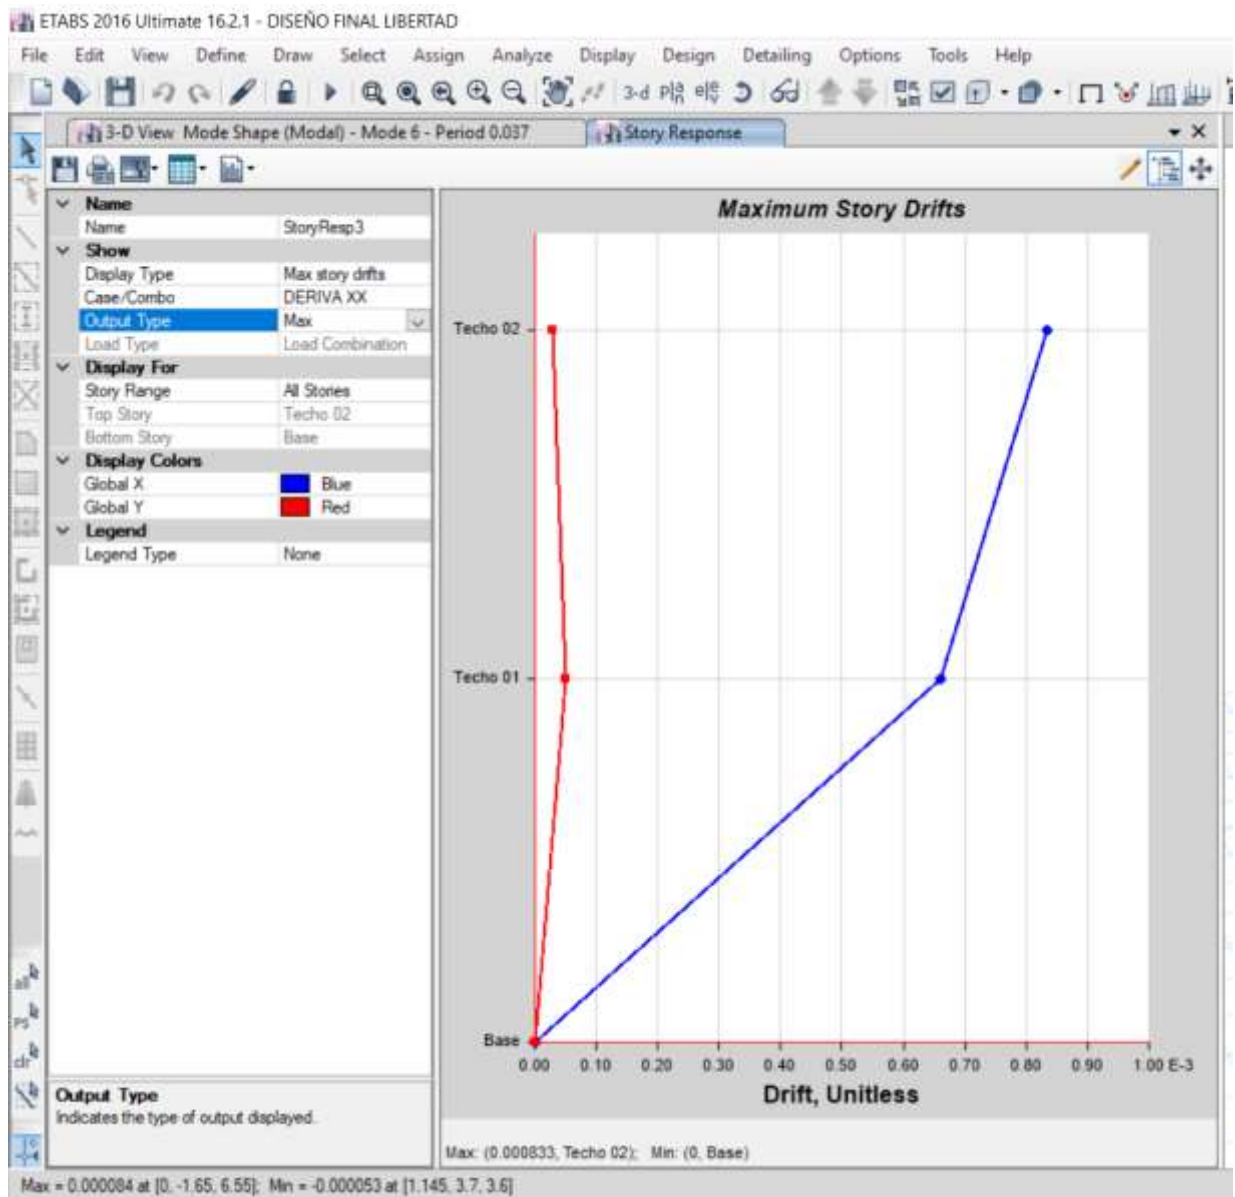 ETABS 2016 Ultimate 16.2.1 - DISEÑO FINAL LIBERTAD
File Edit View Define Draw Select Assign Analyze Display Design Detailing Options Tools Help
3-d
3-D View Mode Shape (Modal) - Mode 6 - Period 0.037
Story Response
Name
Name StoryResp3
Show
Display Type Max story drifts
Case/Combo DERIVA XX
Output Type Max
Load Type Load Combination
Display For
Story Range All Stories
Top Story Techo 02
Bottom Story Base
Display Colors
Global X Blue
Global Y Red
Legend
Legend Type None
all
PS
clr
Output Type
Indicates the type of output displayed.
Maximum Story Drifts
Techo 02
Techo 01
Base
0.00 0.10 0.20 0.30 0.40 0.50 0.60 0.70 0.80 0.90 1.00 E-3
Drift, Unitless
Max: (0.000833, Techo 02); Min: (0, Base)
Max = 0.000084 at [0, -1.65, 6.55]; Min = -0.000053 at [1.145, 3.7, 3.6]